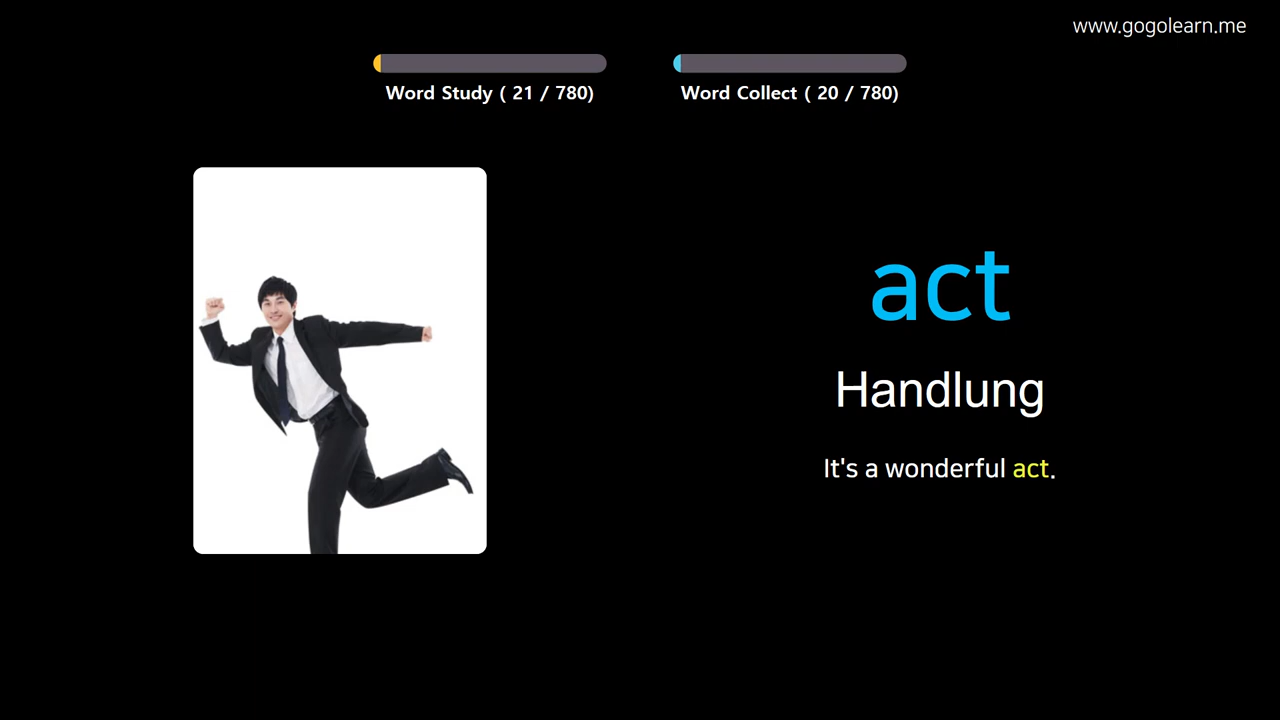 www.gogolearn.me
Word Study ( 21 / 780)
Word Collect ( 20 / 780)
act
Handlung
It's a wonderful act.